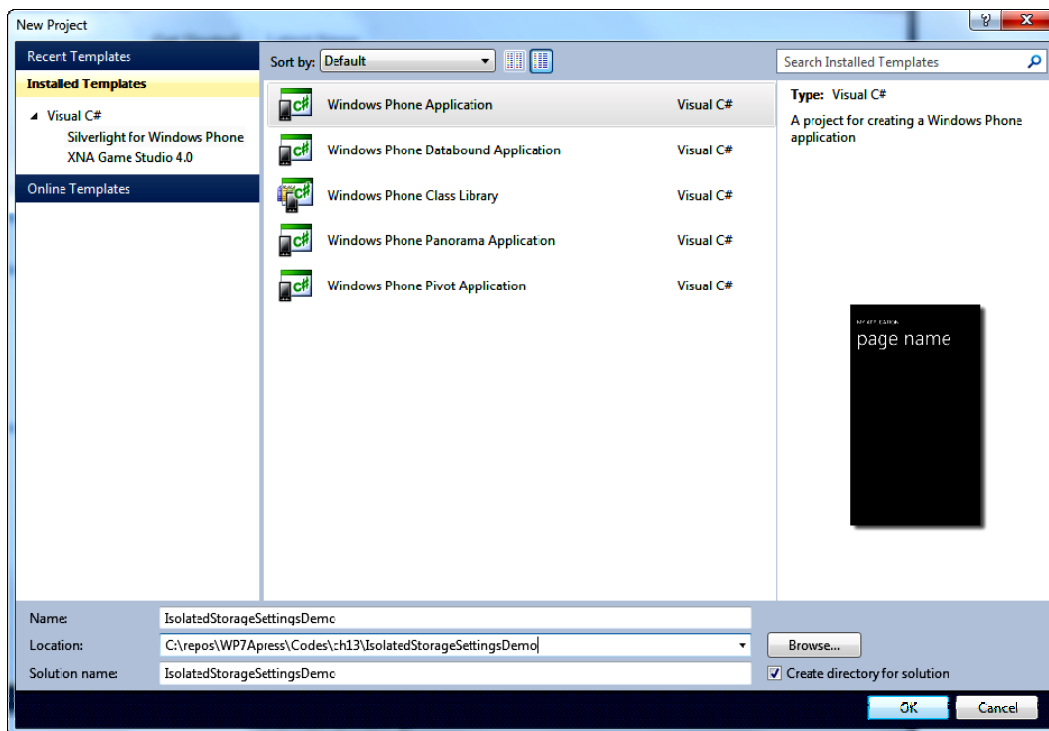 New Project
Recent Templates
Installed Templates
Visual C#
Silverlight for Windows Phone
XNA Game Studio 4.0
Online Templates
Sort by: Default
Windows Phone Application Visual C#
Windows Phone Databound Application Visual C#
Windows Phone Class Library Visual C#
Windows Phone Panorama Application Visual C#
Windows Phone Pivot Application Visual C#
Search Installed Templates
Type: Visual C#
A project for creating a Windows Phone
application
MY APPLICATION
page name
Name: IsolatedStorageSettingsDemo
Location: C:\repos\WP7Apress\Codes\ch13\IsolatedStorageSettingsDemo
Browse...
Solution name: IsolatedStorageSettingsDemo
Create directory for solution
OK Cancel